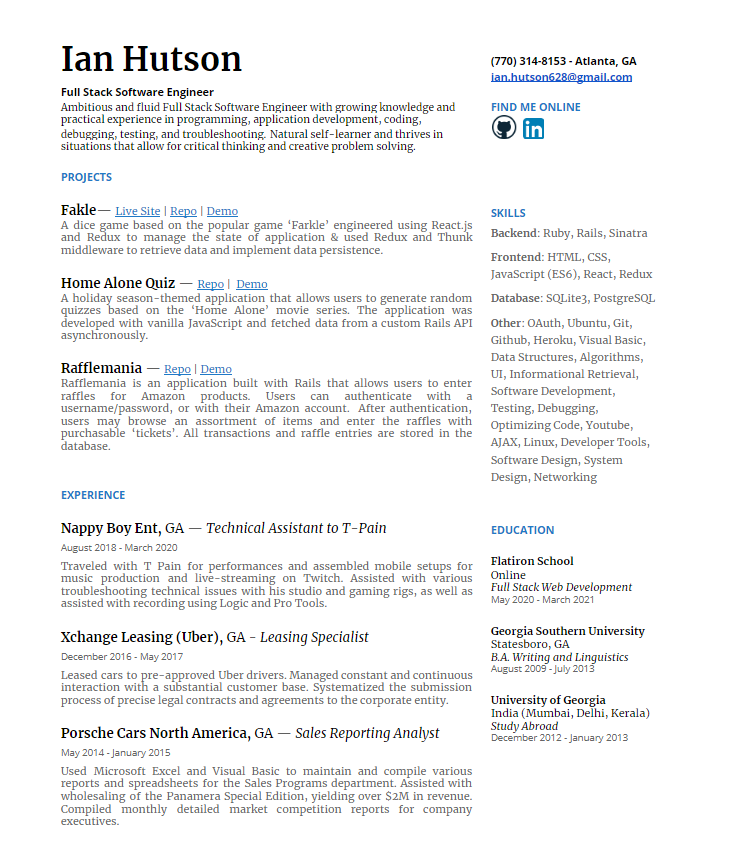 Ian Hutson
Full Stack Software Engineer
Ambitious and fluid Full Stack Software Engineer with growing knowledge and
practical experience in programming, application development, coding,
debugging, testing, and troubleshooting. Natural self-learner and thrives in
situations that allow for critical thinking and creative problem solving.
(770) 314-8153 - Atlanta, GA
ian.hutson628@gmail.com
FIND ME ONLINE
in
PROJECTS
Fakle— Live Site | Repo | Demo
A dice game based on the popular game ‘Farkle’ engineered using React.js
and Redux to manage the state of application & used Redux and Thunk
middleware to retrieve data and implement data persistence.
Home Alone Quiz — Repo | Demo
A holiday season-themed application that allows users to generate random
quizzes based on the ‘Home Alone’ movie series. The application was
developed with vanilla JavaScript and fetched data from a custom Rails API
asynchronously.
Rafflemania — Repo | Demo
Rafflemania is an application built with Rails that allows users to enter
raffles for Amazon products. Users can authenticate with a
username/password, or with their Amazon account. After authentication,
users may browse an assortment of items and enter the raffles with
purchasable ‘tickets’. All transactions and raffle entries are stored in the
database.
EXPERIENCE
Nappy Boy Ent, GA — Technical Assistant to T-Pain
August 2018 - March 2020
Traveled with T Pain for performances and assembled mobile setups for
music production and live-streaming on Twitch. Assisted with various
troubleshooting technical issues with his studio and gaming rigs, as well as
assisted with recording using Logic and Pro Tools.
Xchange Leasing (Uber), GA - Leasing Specialist
December 2016 - May 2017
Leased cars to pre-approved Uber drivers. Managed constant and continuous
interaction with a substantial customer base. Systematized the submission
process of precise legal contracts and agreements to the corporate entity.
Porsche Cars North America, GA — Sales Reporting Analyst
May 2014 - January 2015
Used Microsoft Excel and Visual Basic to maintain and compile various
reports and spreadsheets for the Sales Programs department. Assisted with
wholesaling of the Panamera Special Edition, yielding over $2M in revenue.
Compiled monthly detailed market competition reports for company
executives.
SKILLS
Backend: Ruby, Rails, Sinatra
Frontend: HTML, CSS,
JavaScript (ES6), React, Redux
Database: SQLite3, PostgreSQL
Other: OAuth, Ubuntu, Git,
Github, Heroku, Visual Basic,
Data Structures, Algorithms,
UI, Informational Retrieval,
Software Development,
Testing, Debugging,
Optimizing Code, Youtube,
AJAX, Linux, Developer Tools,
Software Design, System
Design, Networking
EDUCATION
Flatiron School
Online
Full Stack Web Development
May 2020 - March 2021
Georgia Southern University
Statesboro, GA
B.A. Writing and Linguistics
August 2009 - July 2013
University of Georgia
India (Mumbai, Delhi, Kerala)
Study Abroad
December 2012 - January 2013